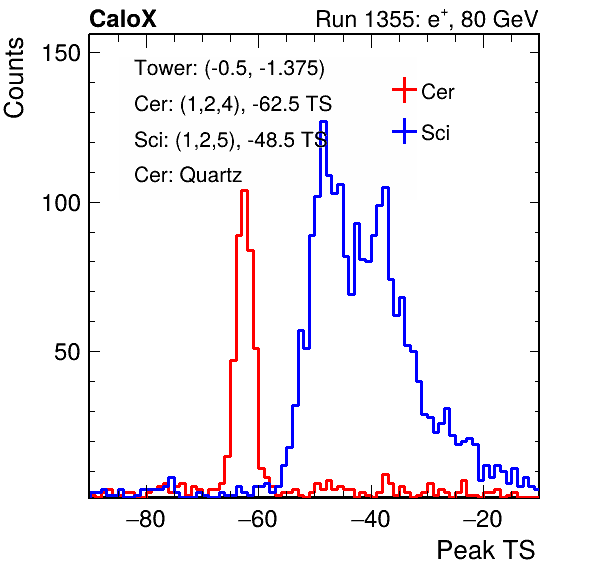 CaloX Run 1355: e⁺, 80 GeV
Counts
150
100
50
Tower: (-0.5, -1.375)
Cer: (1,2,4), -62.5 TS
Sci: (1,2,5), -48.5 TS
Cer: Quartz
Cer
Sci
−80 −60 −40 −20
Peak TS